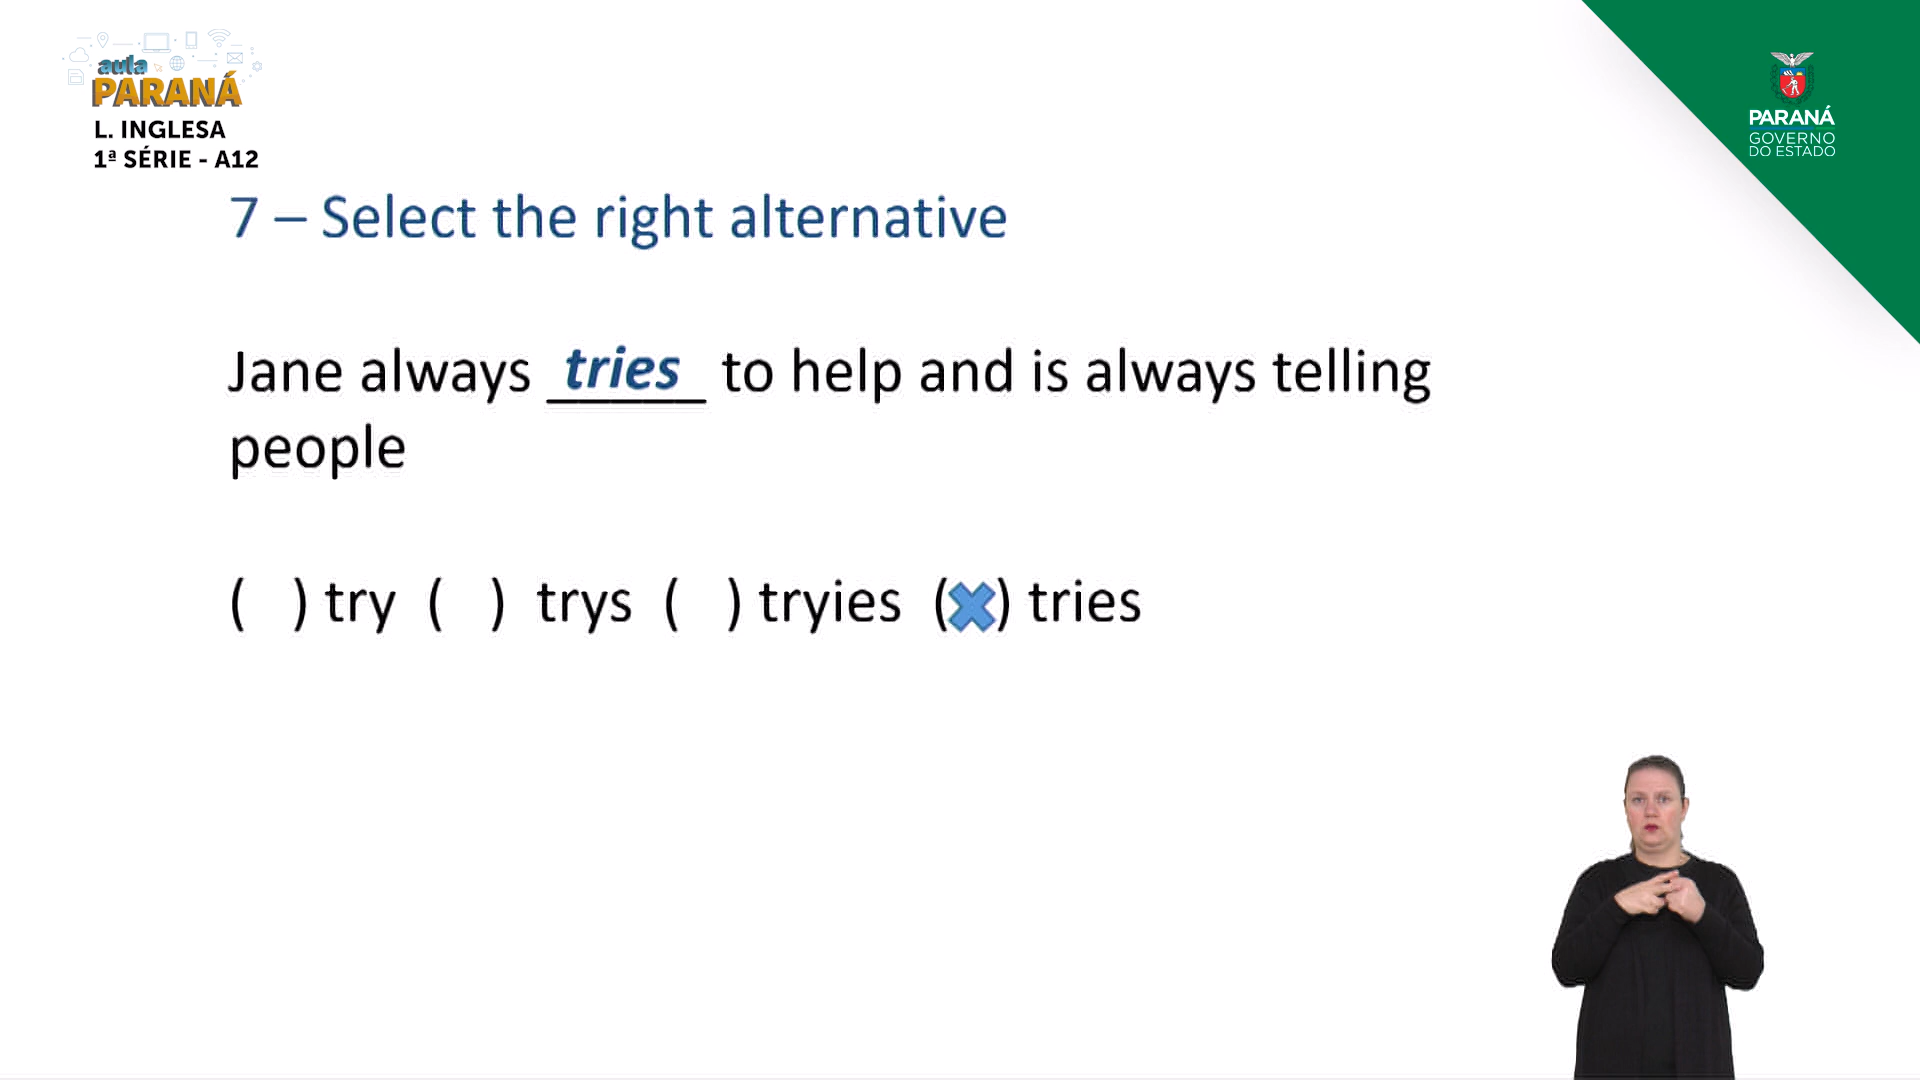 aula
PARANÁ
L. INGLESA
1ª SÉRIE - A12
PARANÁ
GOVERNO
DO ESTADO
7 – Select the right alternative
Jane always tries to help and is always telling
people
( ) try ( ) trys ( ) tryies (✖) tries